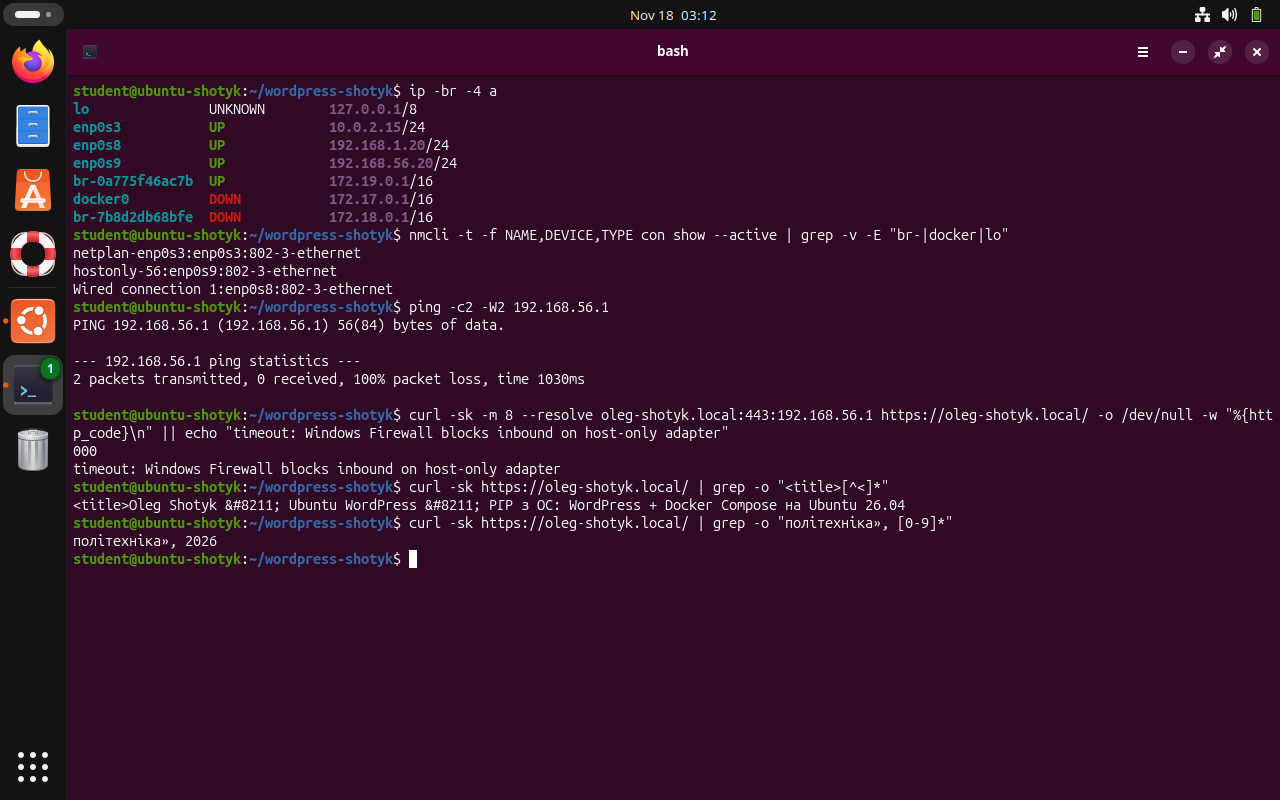 Nov 18 03:12
bash
student@ubuntu-shotyk:~/wordpress-shotyk$ ip -br -4 a
lo UNKNOWN 127.0.0.1/8
enp0s3 UP 10.0.2.15/24
enp0s8 UP 192.168.1.20/24
enp0s9 UP 192.168.56.20/24
br-0a775f46ac7b UP 172.19.0.1/16
docker0 DOWN 172.17.0.1/16
br-7b8d2db68bfe DOWN 172.18.0.1/16
student@ubuntu-shotyk:~/wordpress-shotyk$ nmcli -t -f NAME,DEVICE,TYPE con show --active | grep -v -E "br-|docker|lo"
netplan-enp0s3:enp0s3:802-3-ethernet
hostonly-56:enp0s9:802-3-ethernet
Wired connection 1:enp0s8:802-3-ethernet
student@ubuntu-shotyk:~/wordpress-shotyk$ ping -c2 -W2 192.168.56.1
PING 192.168.56.1 (192.168.56.1) 56(84) bytes of data.
--- 192.168.56.1 ping statistics ---
2 packets transmitted, 0 received, 100% packet loss, time 1030ms
student@ubuntu-shotyk:~/wordpress-shotyk$ curl -sk -m 8 --resolve oleg-shotyk.local:443:192.168.56.1 https://oleg-shotyk.local/ -o /dev/null -w "%{htt
p_code}\n" || echo "timeout: Windows Firewall blocks inbound on host-only adapter"
000
timeout: Windows Firewall blocks inbound on host-only adapter
student@ubuntu-shotyk:~/wordpress-shotyk$ curl -sk https://oleg-shotyk.local/ | grep -o "<title>[^<]*"
<title>Oleg Shotyk &#8211; Ubuntu WordPress &#8211; РГР з ОС: WordPress + Docker Compose на Ubuntu 26.04
student@ubuntu-shotyk:~/wordpress-shotyk$ curl -sk https://oleg-shotyk.local/ | grep -o "політехніка», [0-9]*"
політехніка», 2026
student@ubuntu-shotyk:~/wordpress-shotyk$
1